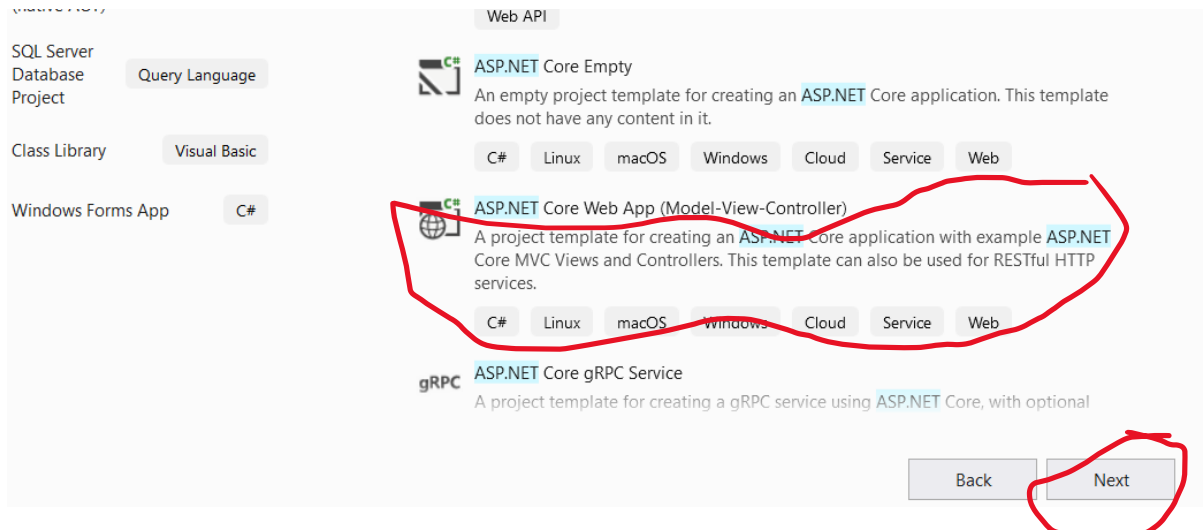 (native AOT)
SQL Server
Database
Project
Query Language
Class Library
Visual Basic
Windows Forms App
C#
Web API
C#
ASP.NET Core Empty
An empty project template for creating an ASP.NET Core application. This template
does not have any content in it.
C# Linux macOS Windows Cloud Service Web
C#
ASP.NET Core Web App (Model-View-Controller)
A project template for creating an ASP.NET Core application with example ASP.NET
Core MVC Views and Controllers. This template can also be used for RESTful HTTP
services.
C# Linux macOS Windows Cloud Service Web
gRPC
ASP.NET Core gRPC Service
A project template for creating a gRPC service using ASP.NET Core, with optional
Back Next